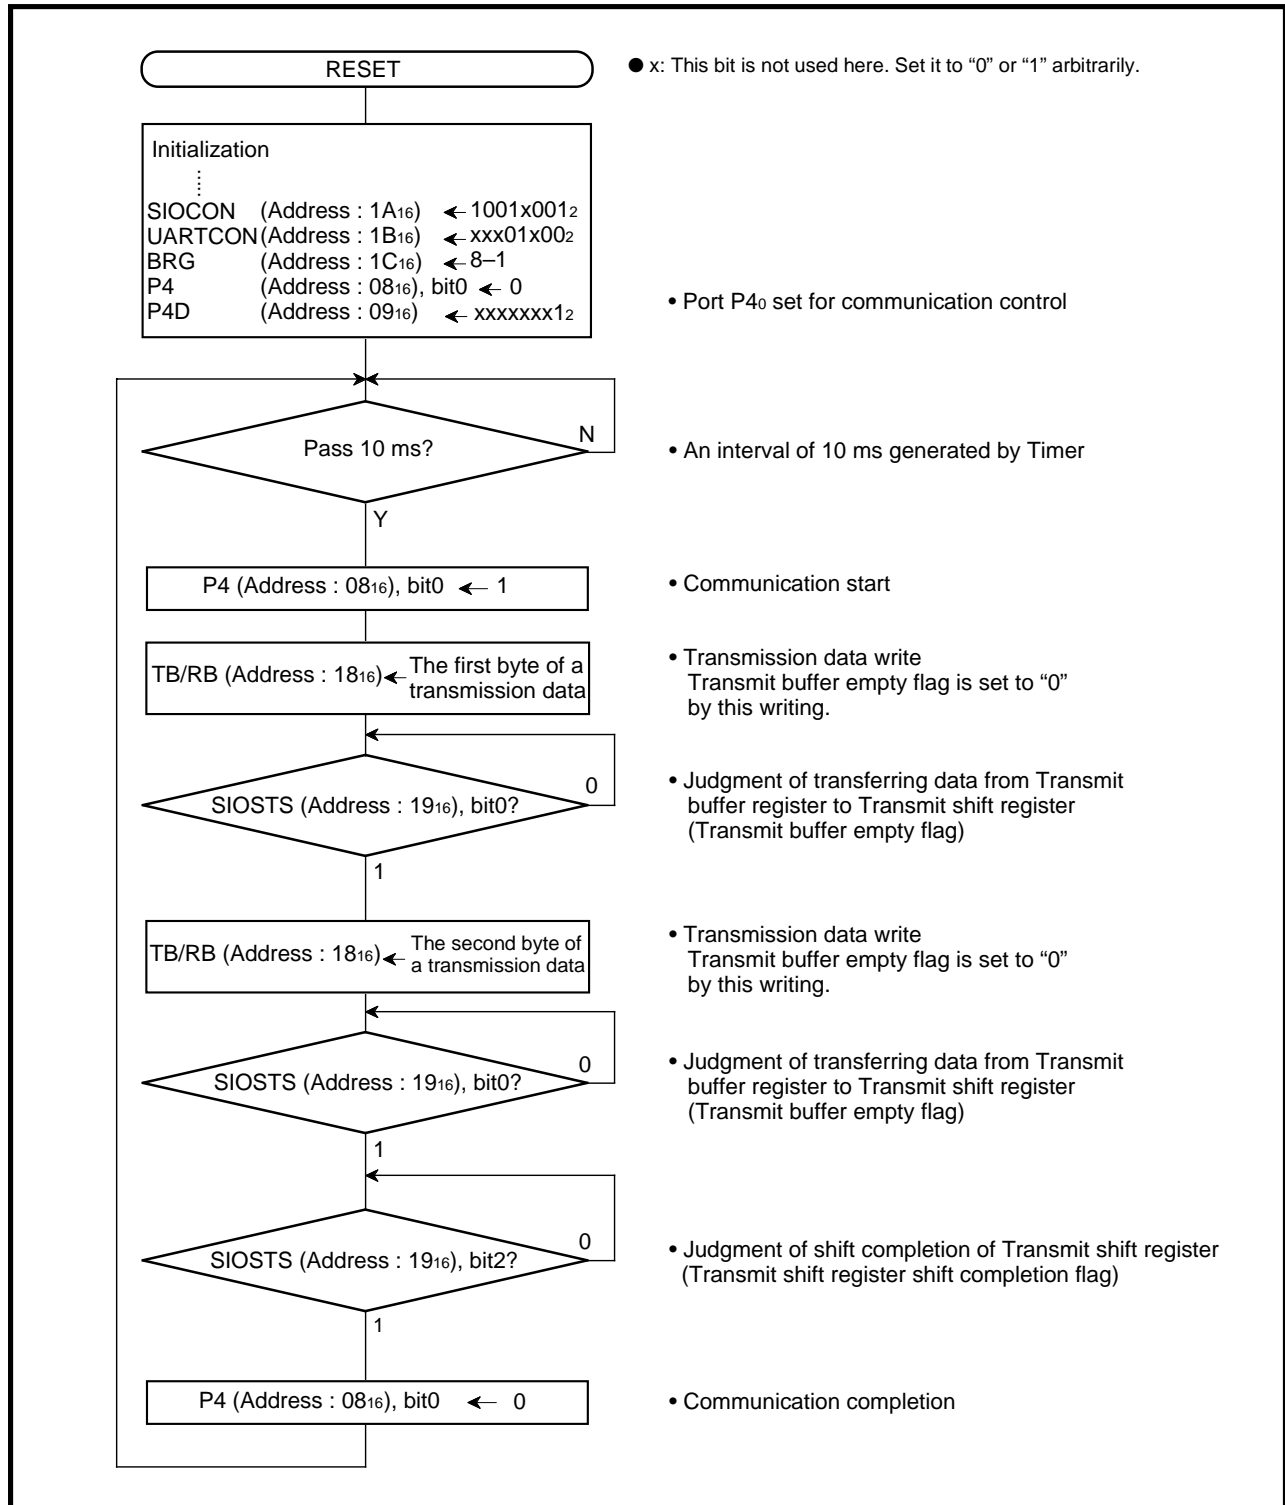 RESET
● x: This bit is not used here. Set it to “0” or “1” arbitrarily.
Initialization
SIOCON (Address : 1A16) ← 1001x0012
UARTCON (Address : 1B16) ← xxx01x002
BRG (Address : 1C16) ← 8–1
P4 (Address : 0816), bit0 ← 0
P4D (Address : 0916) ← xxxxxxx12
• Port P40 set for communication control
Pass 10 ms?
N
• An interval of 10 ms generated by Timer
Y
P4 (Address : 0816), bit0 ← 1
• Communication start
TB/RB (Address : 1816) ← The first byte of a
transmission data
• Transmission data write
Transmit buffer empty flag is set to “0”
by this writing.
SIOSTS (Address : 1916), bit0?
0
• Judgment of transferring data from Transmit
buffer register to Transmit shift register
(Transmit buffer empty flag)
1
TB/RB (Address : 1816) ← The second byte of
a transmission data
• Transmission data write
Transmit buffer empty flag is set to “0”
by this writing.
SIOSTS (Address : 1916), bit0?
0
• Judgment of transferring data from Transmit
buffer register to Transmit shift register
(Transmit buffer empty flag)
1
SIOSTS (Address : 1916), bit2?
0
• Judgment of shift completion of Transmit shift register
(Transmit shift register shift completion flag)
1
P4 (Address : 0816), bit0 ← 0
• Communication completion